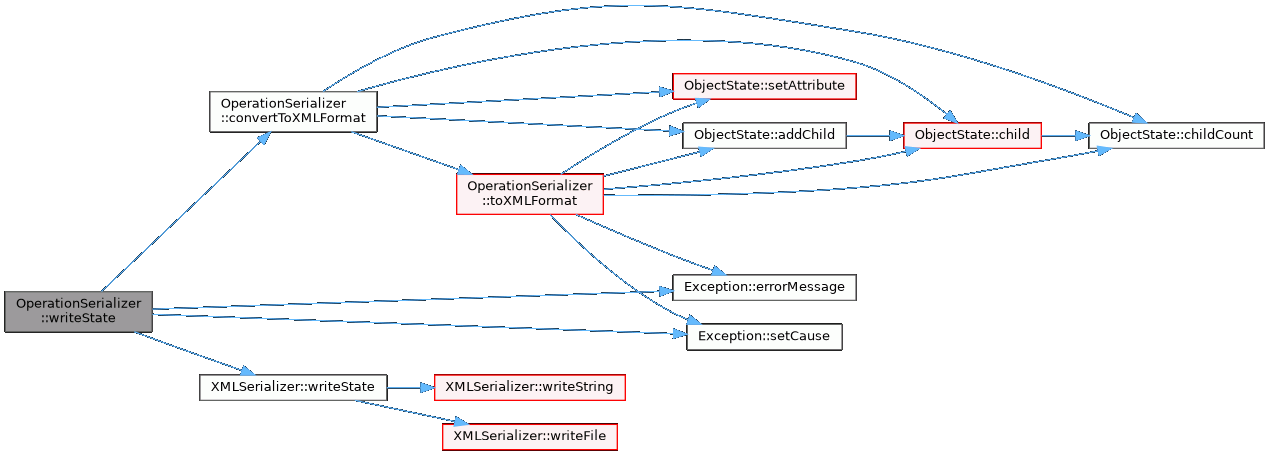 OperationSerializer
::convertToXMLFormat
ObjectState::setAttribute
ObjectState::addChild
ObjectState::child
ObjectState::childCount
OperationSerializer
::toXMLFormat
OperationSerializer
::writeState
Exception::errorMessage
Exception::setCause
XMLSerializer::writeState
XMLSerializer::writeString
XMLSerializer::writeFile